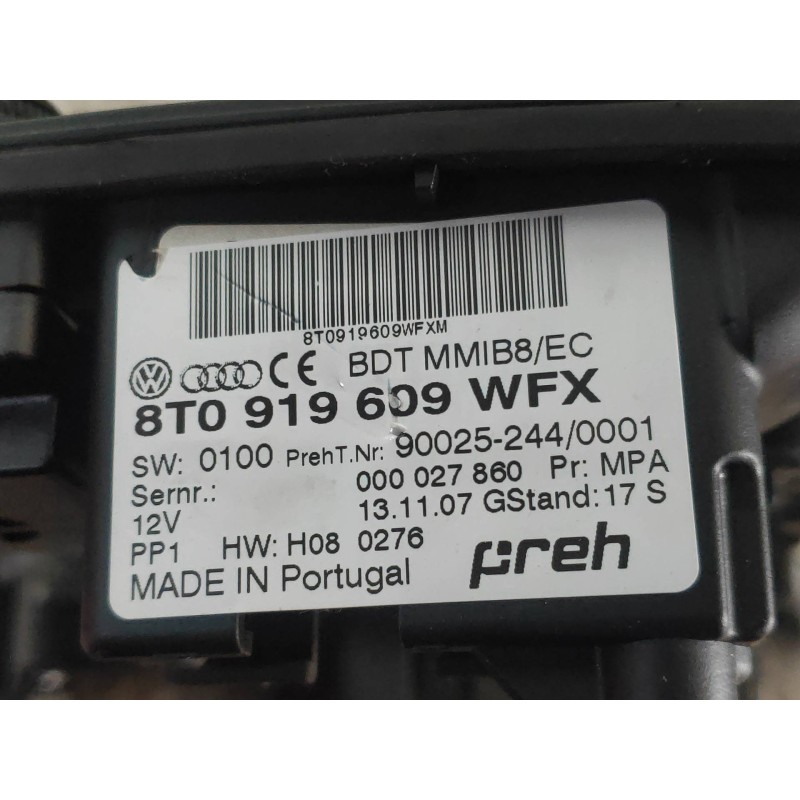 8T0919609WFXM
BDT MMIB8/EC
8T0 919 609 WFX
SW: 0100 PrehT.Nr: 90025-244/0001
Sernr.: 000 027 860 Pr: MPA
12V 13.11.07 GStand: 17 S
PP1 HW: H08 0276
MADE IN Portugal preh